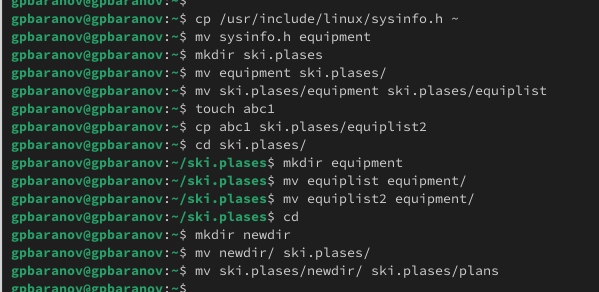 gpbaranov@gpbaranov:~$
gpbaranov@gpbaranov:~$ cp /usr/include/linux/sysinfo.h ~
gpbaranov@gpbaranov:~$ mv sysinfo.h equipment
gpbaranov@gpbaranov:~$ mkdir ski.plases
gpbaranov@gpbaranov:~$ mv equipment ski.plases/
gpbaranov@gpbaranov:~$ mv ski.plases/equipment ski.plases/equiplist
gpbaranov@gpbaranov:~$ touch abc1
gpbaranov@gpbaranov:~$ cp abc1 ski.plases/equiplist2
gpbaranov@gpbaranov:~$ cd ski.plases/
gpbaranov@gpbaranov:~/ski.plases$ mkdir equipment
gpbaranov@gpbaranov:~/ski.plases$ mv equiplist equipment/
gpbaranov@gpbaranov:~/ski.plases$ mv equiplist2 equipment/
gpbaranov@gpbaranov:~/ski.plases$ cd
gpbaranov@gpbaranov:~$ mkdir newdir
gpbaranov@gpbaranov:~$ mv newdir/ ski.plases/
gpbaranov@gpbaranov:~$ mv ski.plases/newdir/ ski.plases/plans
gpbaranov@gpbaranov:~$